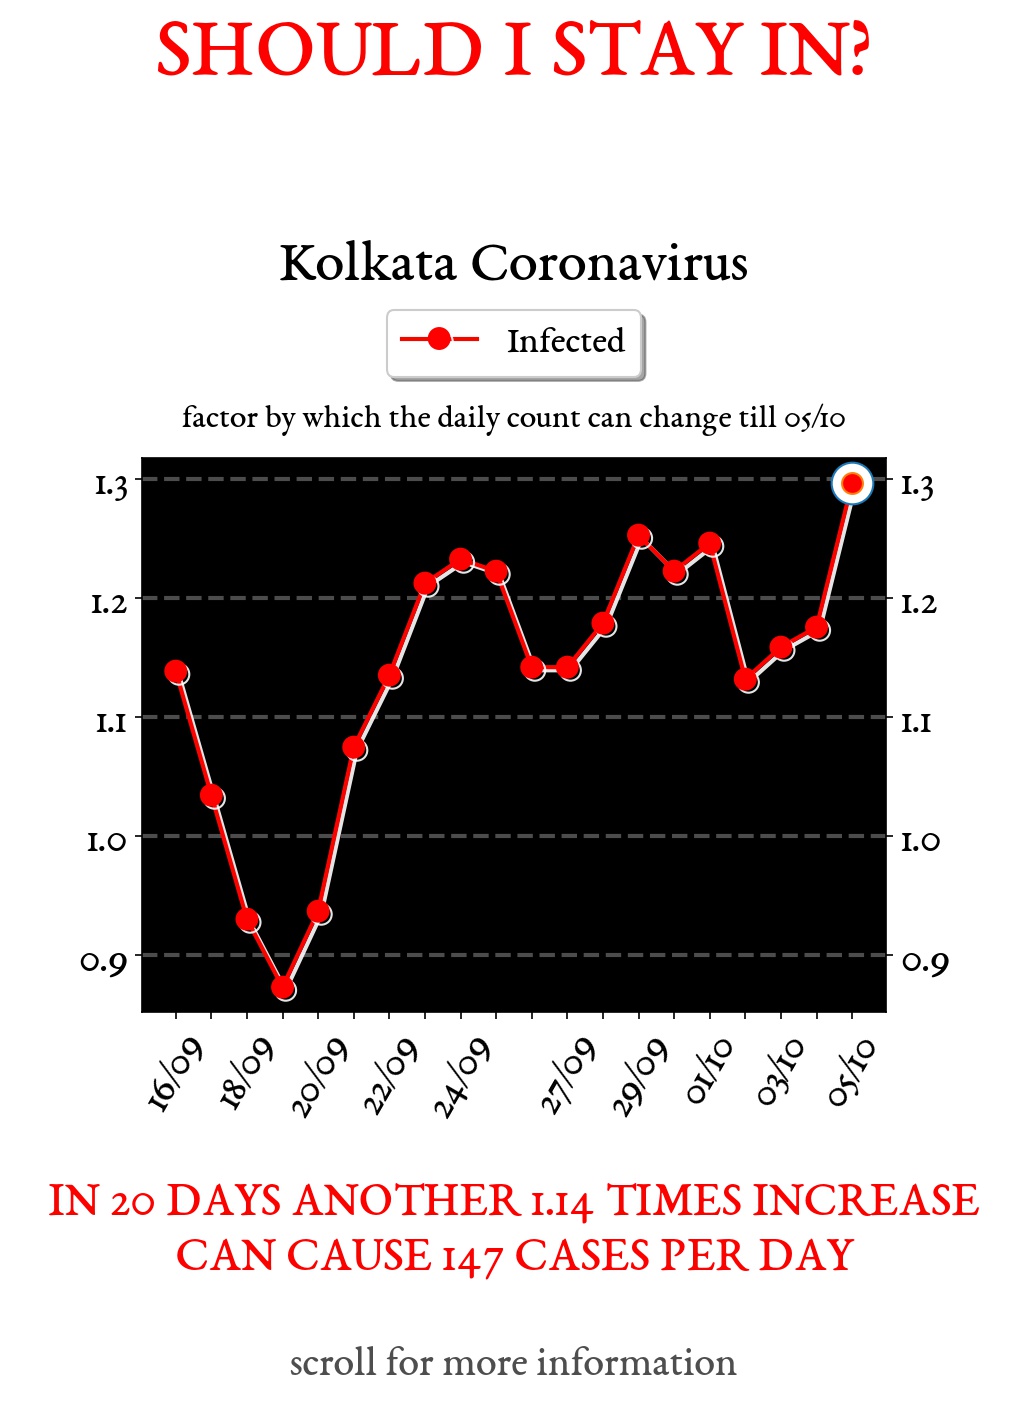 SHOULD I STAY IN?
Kolkata Coronavirus
Infected
factor by which the daily count can change till 05/10
1.3 1.3
1.2 1.2
1.1 1.1
1.0 1.0
0.9 0.9
16/09 18/09 20/09 22/09 24/09 27/09 29/09 01/10 03/10 05/10
IN 20 DAYS ANOTHER 1.14 TIMES INCREASE
CAN CAUSE 147 CASES PER DAY
scroll for more information